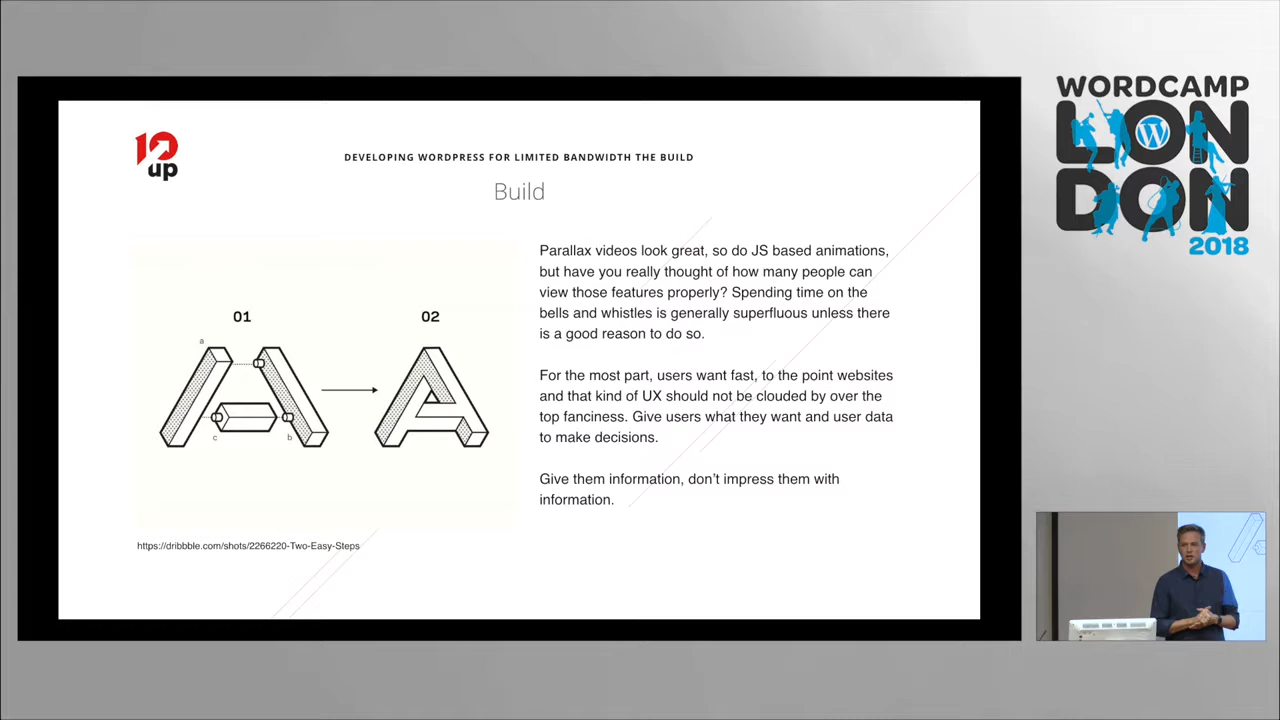 10
up
DEVELOPING WORDPRESS FOR LIMITED BANDWIDTH THE BUILD
Build
Parallax videos look great, so do JS based animations,
but have you really thought of how many people can
view those features properly? Spending time on the
bells and whistles is generally superfluous unless there
is a good reason to do so.
For the most part, users want fast, to the point websites
and that kind of UX should not be clouded by over the
top fanciness. Give users what they want and user data
to make decisions.
Give them information, don't impress them with
information.
01
02
a
c
b
https://dribbble.com/shots/2266220-Two-Easy-Steps
WORDCAMP
LONDON
2018